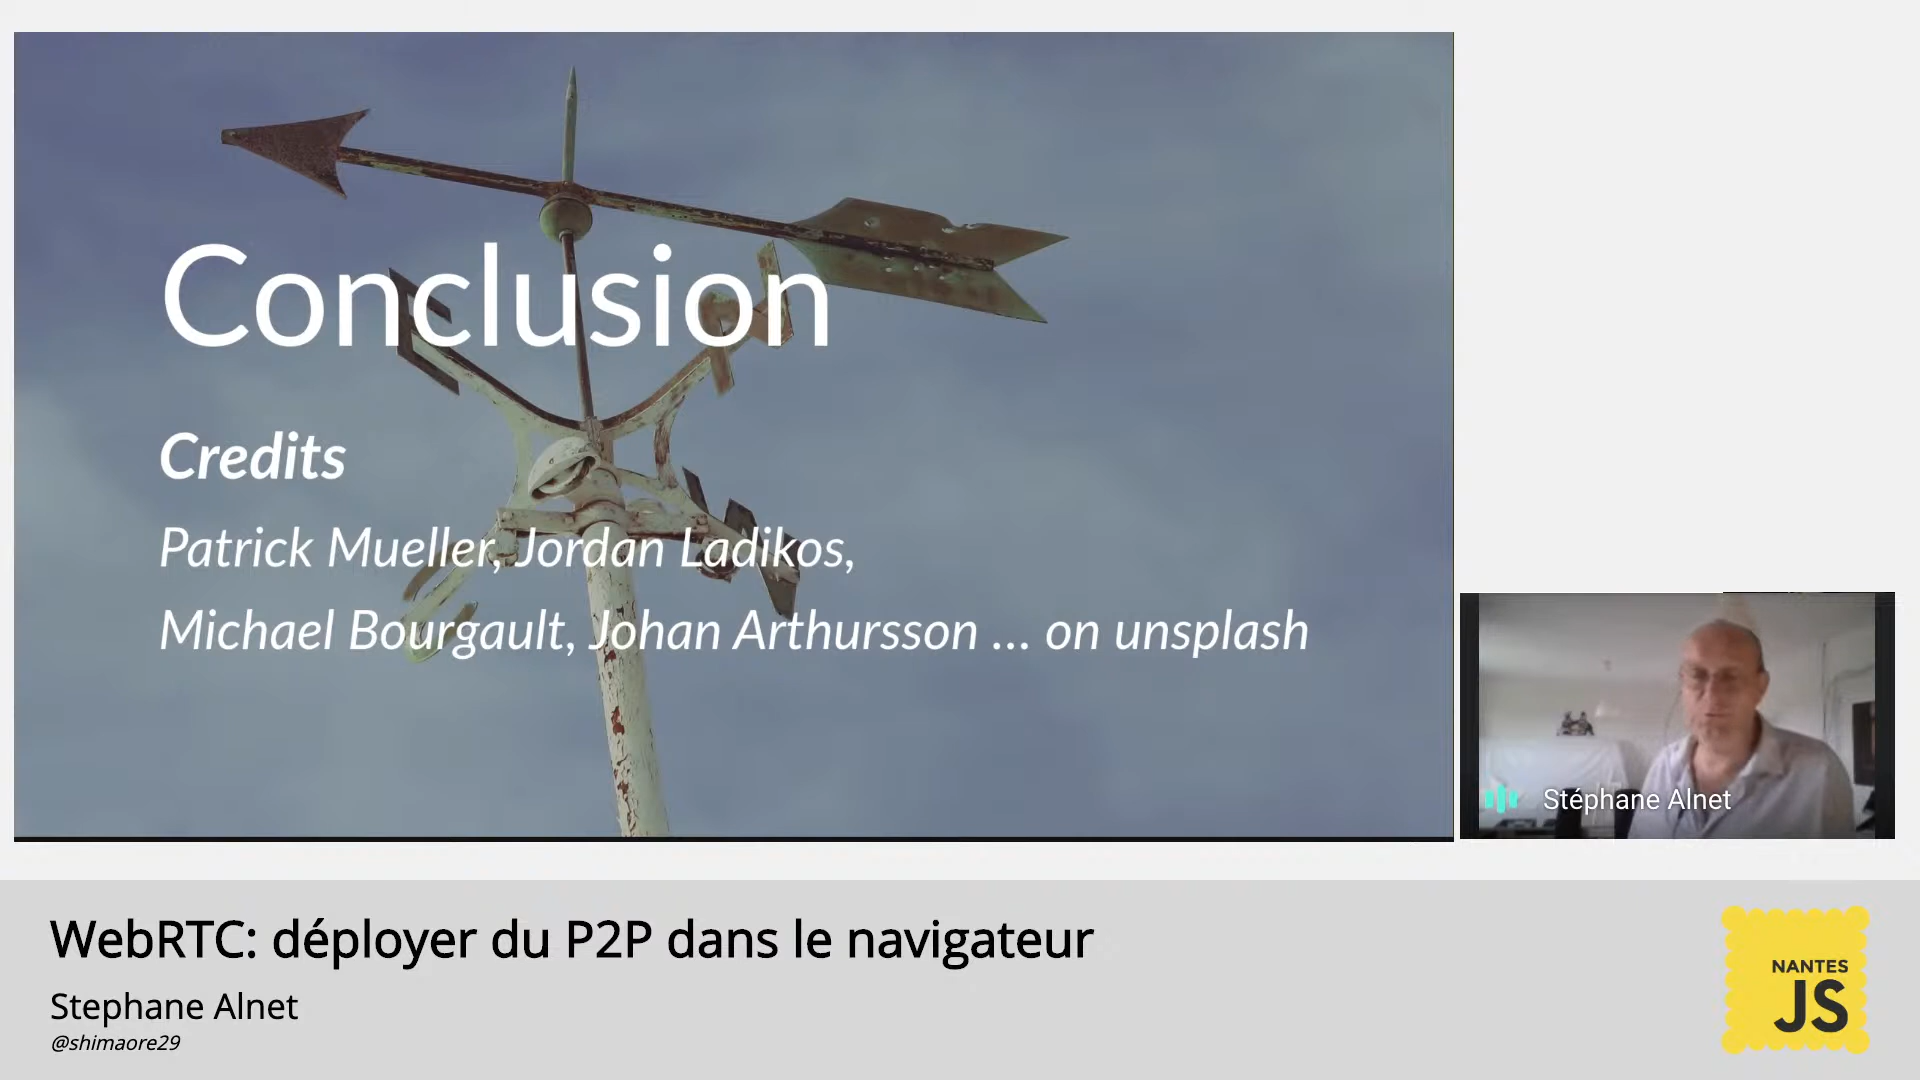 Conclusion
Credits
Patrick Mueller, Jordan Ladikos,
Michael Bourgault, Johan Arthursson ... on unsplash
Stéphane Alnet
WebRTC: déployer du P2P dans le navigateur
Stephane Alnet
@shimaore29
NANTES
JS